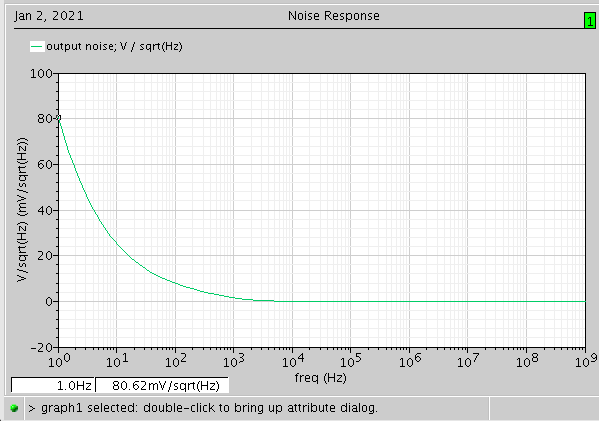 Jan 2, 2021 Noise Response
1
output noise; V / sqrt(Hz)
V/sqrt(Hz) (mV/sqrt(Hz))
100
80
60
40
20
0
-20
10^0 10^1 10^2 10^3 10^4 10^5 10^6 10^7 10^8 10^9
freq (Hz)
1.0Hz 80.62mV/sqrt(Hz)
> graph1 selected: double-click to bring up attribute dialog.